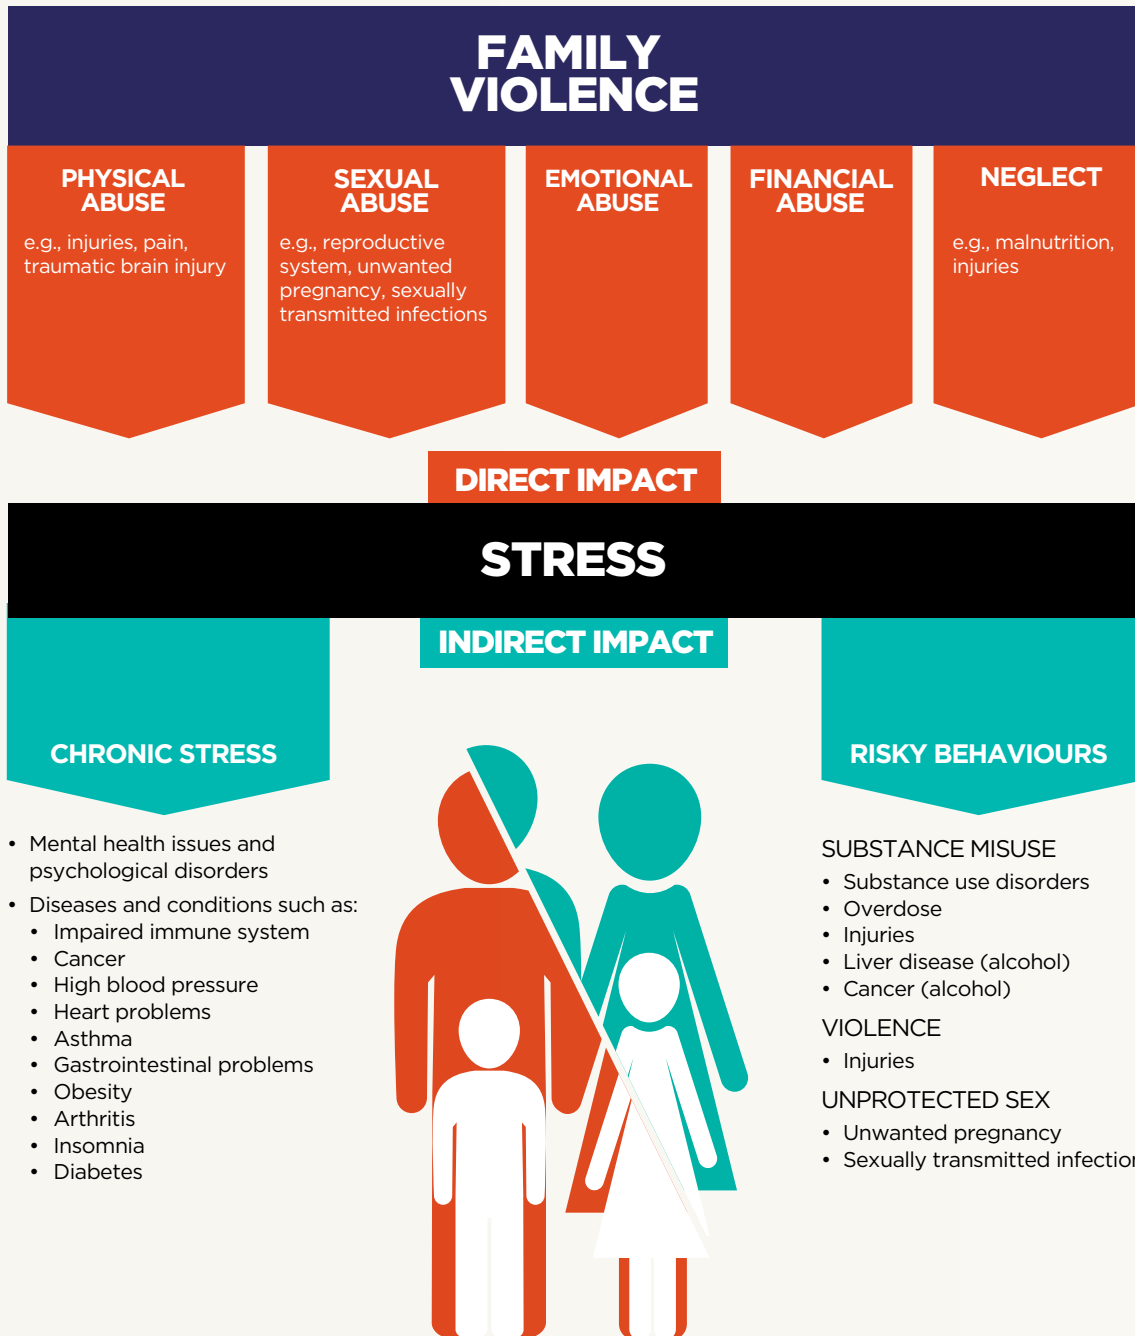 FAMILY
VIOLENCE
PHYSICAL
ABUSE
e.g., injuries, pain,
traumatic brain injury
SEXUAL
ABUSE
e.g., reproductive
system, unwanted
pregnancy, sexually
transmitted infections
EMOTIONAL
ABUSE
FINANCIAL
ABUSE
NEGLECT
e.g., malnutrition,
injuries
DIRECT IMPACT
STRESS
INDIRECT IMPACT
CHRONIC STRESS
• Mental health issues and
psychological disorders
• Diseases and conditions such as:
• Impaired immune system
• Cancer
• High blood pressure
• Heart problems
• Asthma
• Gastrointestinal problems
• Obesity
• Arthritis
• Insomnia
• Diabetes
RISKY BEHAVIOURS
SUBSTANCE MISUSE
• Substance use disorders
• Overdose
• Injuries
• Liver disease (alcohol)
• Cancer (alcohol)
VIOLENCE
• Injuries
UNPROTECTED SEX
• Unwanted pregnancy
• Sexually transmitted infection